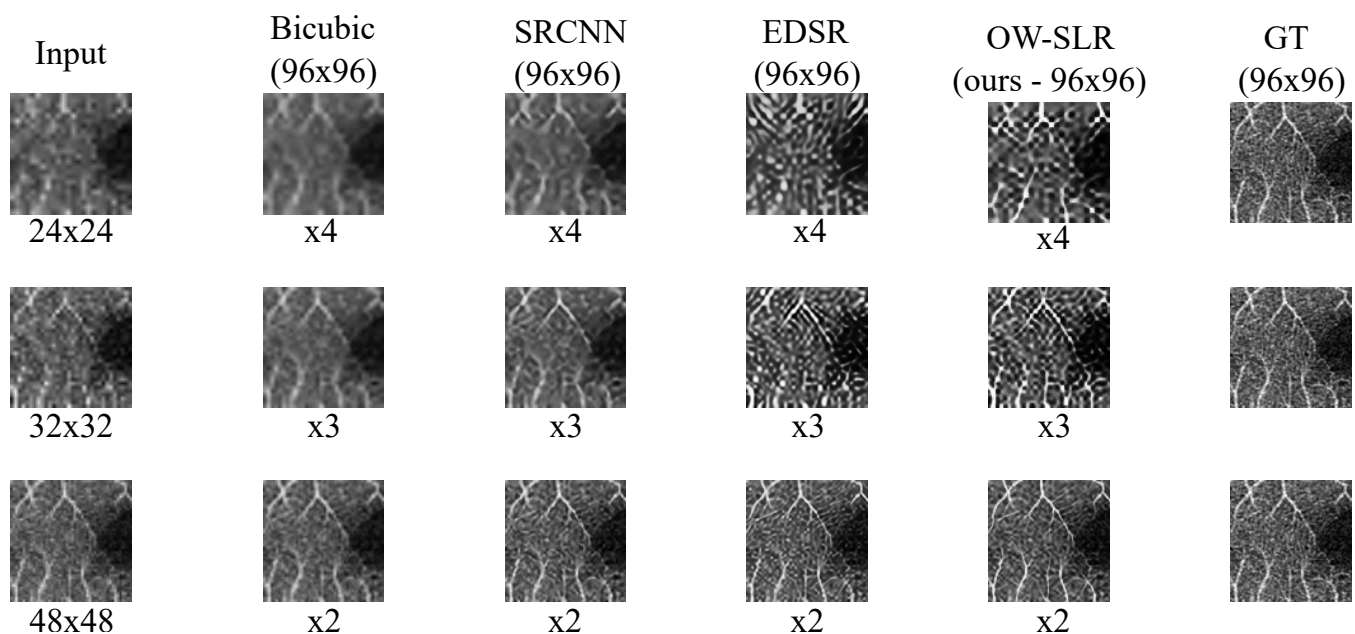 Input
Bicubic
(96x96)
SRCNN
(96x96)
EDSR
(96x96)
OW-SLR
(ours - 96x96)
GT
(96x96)
24x24
x4
x4
x4
x4
32x32
x3
x3
x3
x3
48x48
x2
x2
x2
x2